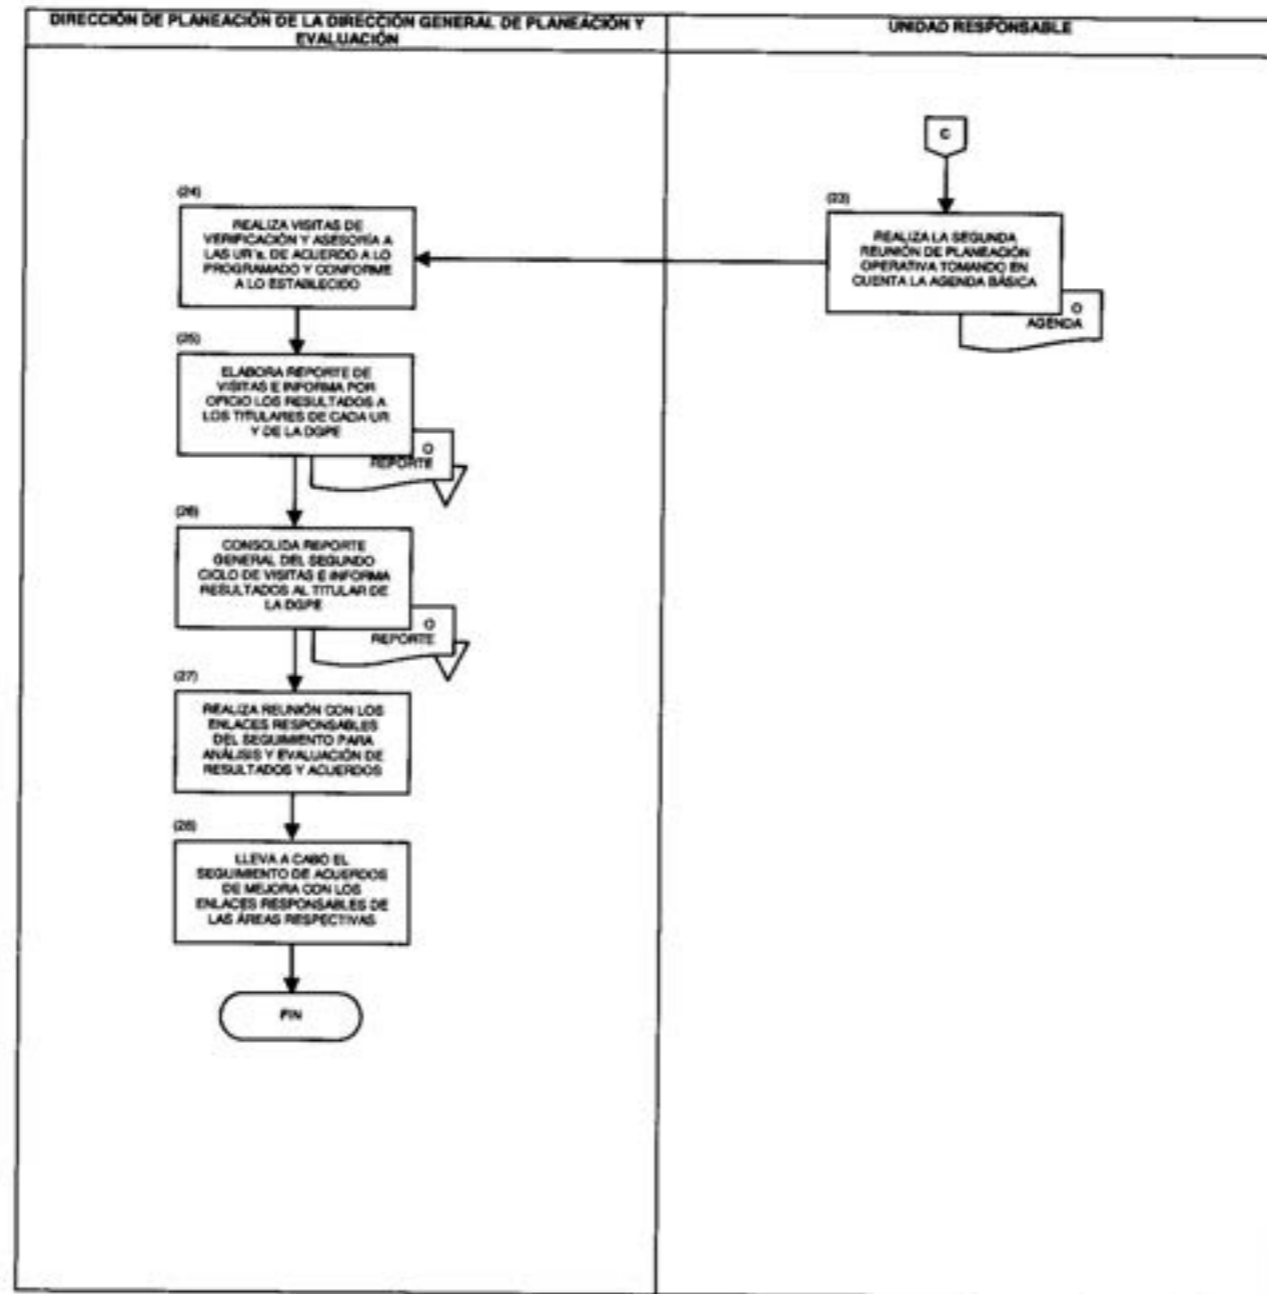 DIRECCIÓN DE PLANEACIÓN DE LA DIRECCIÓN GENERAL DE PLANEACIÓN Y
EVALUACIÓN
UNIDAD RESPONSABLE
C
(23)
REALIZA LA SEGUNDA
REUNIÓN DE PLANEACIÓN
OPERATIVA TOMANDO EN
CUENTA LA AGENDA BÁSICA
O
AGENDA
(24)
REALIZA VISITAS DE
VERIFICACIÓN Y ASESORÍA A
LAS UR's. DE ACUERDO A LO
PROGRAMADO Y CONFORME
A LO ESTABLECIDO
(25)
ELABORA REPORTE DE
VISITAS E INFORMA POR
OFICIO LOS RESULTADOS A
LOS TITULARES DE CADA UR
Y DE LA DGPE
O
REPORTE
(26)
CONSOLIDA REPORTE
GENERAL DEL SEGUNDO
CICLO DE VISITAS E INFORMA
RESULTADOS AL TITULAR DE
LA DGPE
O
REPORTE
(27)
REALIZA REUNIÓN CON LOS
ENLACES RESPONSABLES
DEL SEGUIMIENTO PARA
ANÁLISIS Y EVALUACIÓN DE
RESULTADOS Y ACUERDOS
(28)
LLEVA A CABO EL
SEGUIMIENTO DE ACUERDOS
DE MEJORA CON LOS
ENLACES RESPONSABLES DE
LAS ÁREAS RESPECTIVAS
FIN